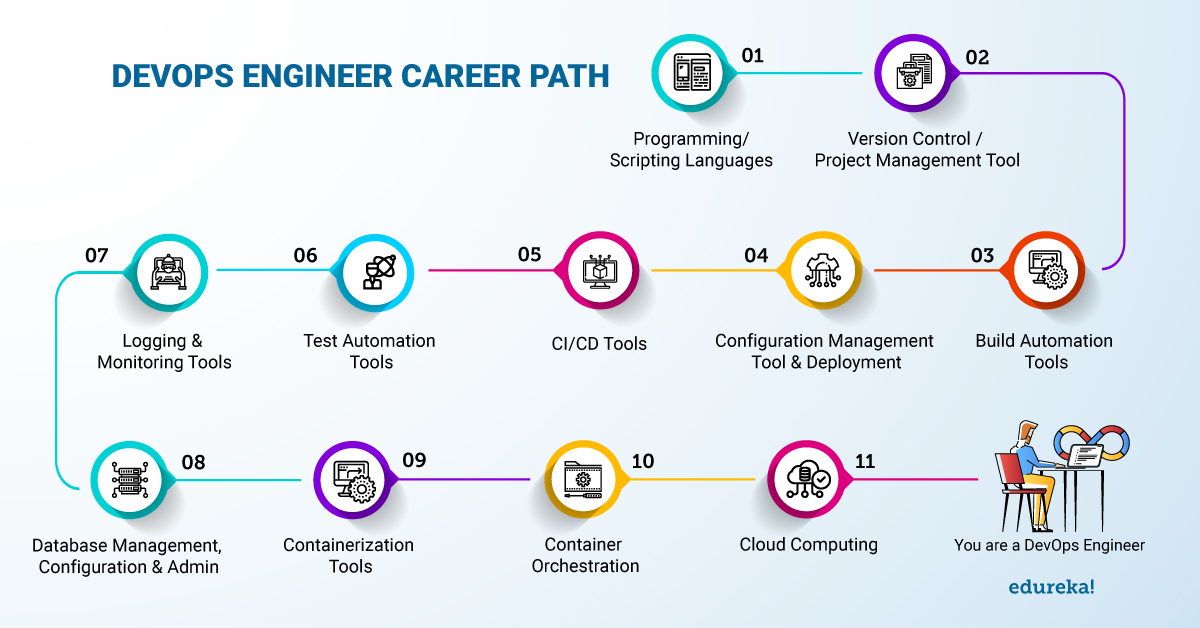 DEVOPS ENGINEER CAREER PATH
01
Programming/
Scripting Languages
02
Version Control /
Project Management Tool
03
Build Automation
Tools
04
Configuration Management
Tool & Deployment
05
CI/CD Tools
06
Test Automation
Tools
07
Logging &
Monitoring Tools
08
Database Management,
Configuration & Admin
09
Containerization
Tools
10
Container
Orchestration
11
Cloud Computing
You are a DevOps Engineer
edureka!